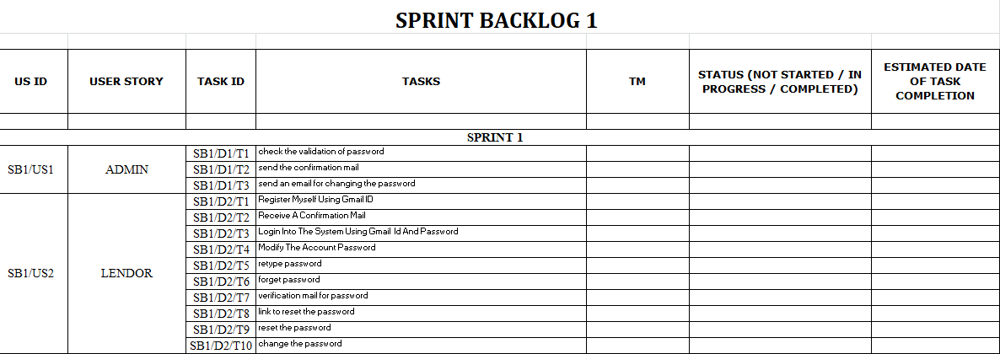 SPRINT BACKLOG 1
US ID
USER STORY
TASK ID
TASKS
TM
STATUS (NOT STARTED / IN
PROGRESS / COMPLETED)
ESTIMATED DATE
OF TASK
COMPLETION
SPRINT 1
SB1/US1
ADMIN
SB1/D1/T1 check the validation of password
SB1/D1/T2 send the confirmation mail
SB1/D1/T3 send an email for changing the password
SB1/US2
LENDOR
SB1/D2/T1 Register Myself Using Gmail ID
SB1/D2/T2 Receive A Confirmation Mail
SB1/D2/T3 Login Into The System Using Gmail Id And Password
SB1/D2/T4 Modify The Account Password
SB1/D2/T5 retype password
SB1/D2/T6 forget password
SB1/D2/T7 verification mail for password
SB1/D2/T8 link to reset the password
SB1/D2/T9 reset the password
SB1/D2/T10 change the password